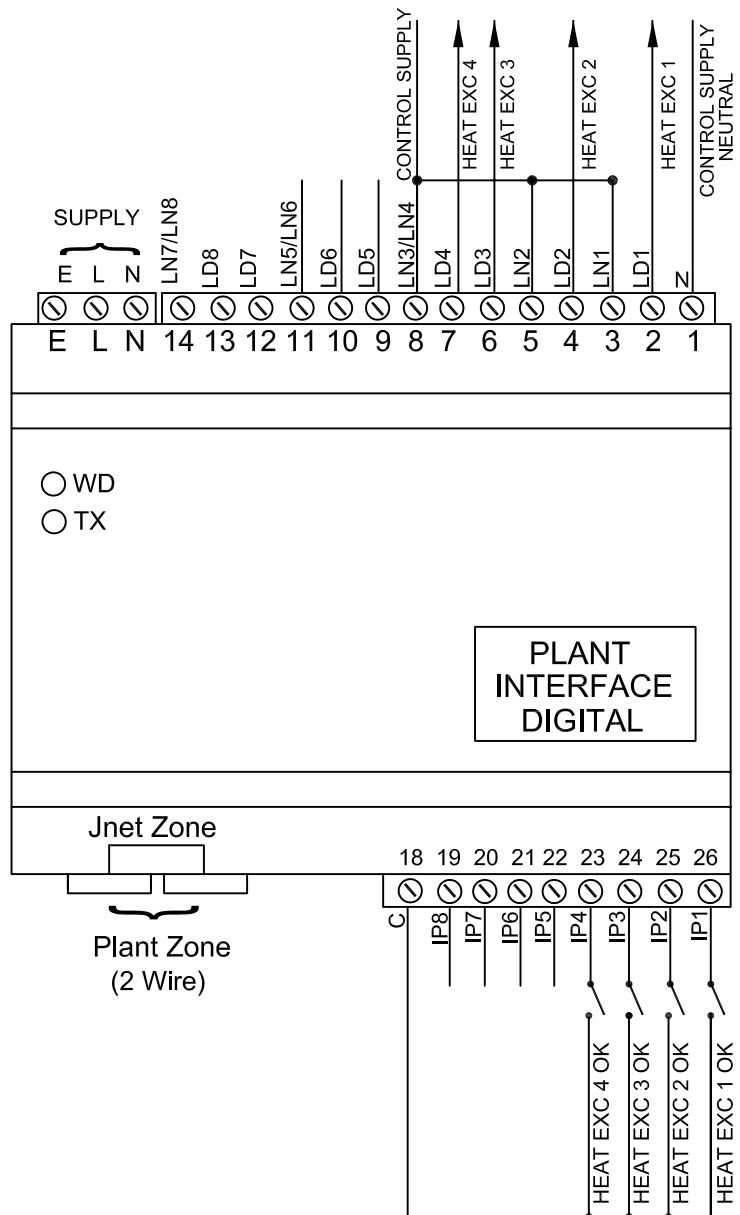 CONTROL SUPPLY
HEAT EXC 4
HEAT EXC 3
HEAT EXC 2
HEAT EXC 1
CONTROL SUPPLY
NEUTRAL
SUPPLY
E L N
LN7/LN8
LD8
LD7
LN5/LN6
LD6
LD5
LN3/LN4
LD4
LD3
LN2
LD2
LN1
LD1
N
E L N 14 13 12 11 10 9 8 7 6 5 4 3 2 1
WD
TX
PLANT
INTERFACE
DIGITAL
Jnet Zone
18 19 20 21 22 23 24 25 26
C
IP8
IP7
IP6
IP5
IP4
IP3
IP2
IP1
Plant Zone
(2 Wire)
HEAT EXC 4 OK
HEAT EXC 3 OK
HEAT EXC 2 OK
HEAT EXC 1 OK